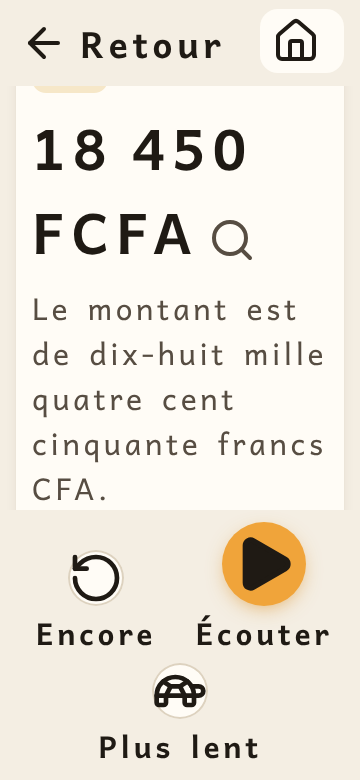 Retour
18 450
FCFA
Le montant est
de dix-huit mille
quatre cent
cinquante francs
CFA.
Encore
Écouter
Plus lent